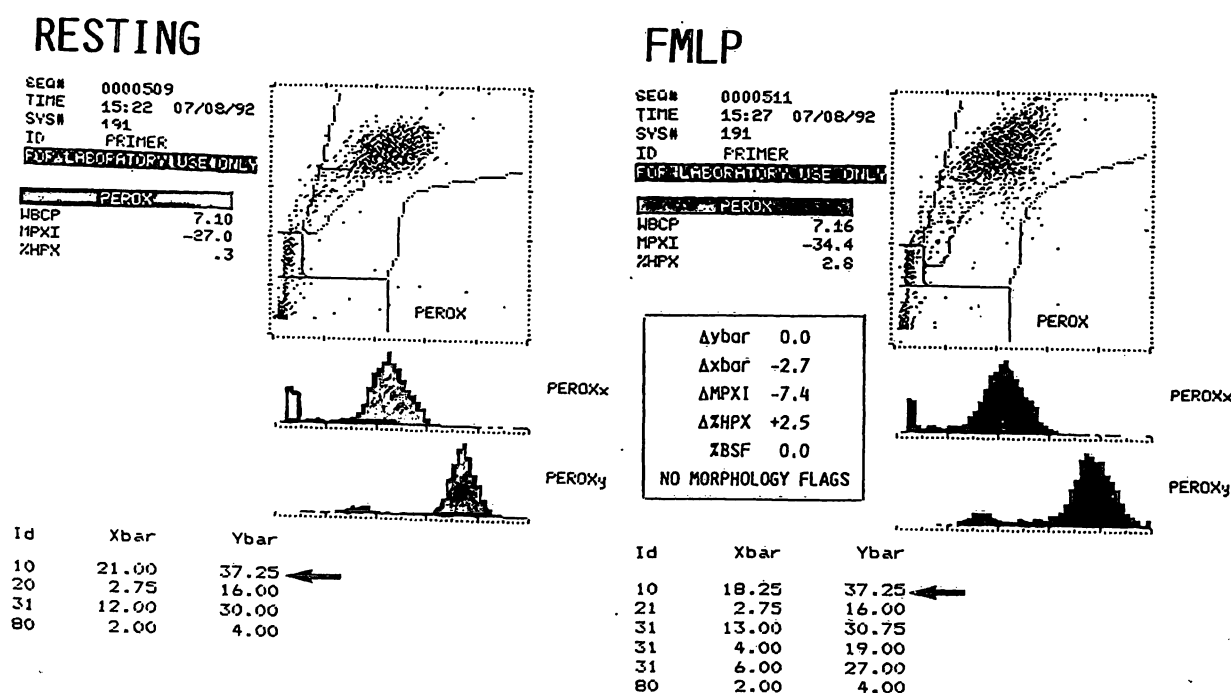 RESTING
SEQ# 0000509
TIME 15:22 07/08/92
SYS# 191
ID PRIMER
FOR LABORATORY USE ONLY
PEROX
WBCP 7.10
MPXI -27.0
%HPX .3
PEROX
PEROXx
PEROXy
Id Xbar Ybar
10 21.00 37.25
20 2.75 16.00
31 12.00 30.00
80 2.00 4.00
FMLP
SEQ# 0000511
TIME 15:27 07/08/92
SYS# 191
ID PRIMER
FOR LABORATORY USE ONLY
PEROX
WBCP 7.16
MPXI -34.4
%HPX 2.8
PEROX
Δybar 0.0
Δxbar -2.7
ΔMPXI -7.4
Δ%HPX +2.5
%BSF 0.0
NO MORPHOLOGY FLAGS
PEROXx
PEROXy
Id Xbar Ybar
10 18.25 37.25
21 2.75 16.00
31 13.00 30.75
31 4.00 19.00
31 6.00 27.00
80 2.00 4.00